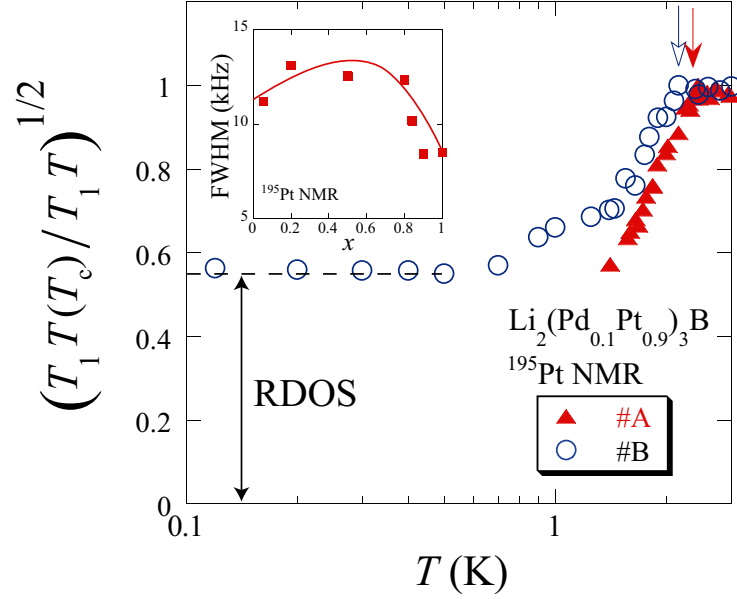 (T₁T(T_c)/T₁T)^1/2
1
0.8
0.6
0.4
0.2
0
0.1
1
T (K)
FWHM (kHz)
15
10
5
0
0.2
0.4
0.6
0.8
1
x
¹⁹⁵Pt NMR
RDOS
Li₂(Pd₀.₁Pt₀.₉)₃B
¹⁹⁵Pt NMR
#A
#B